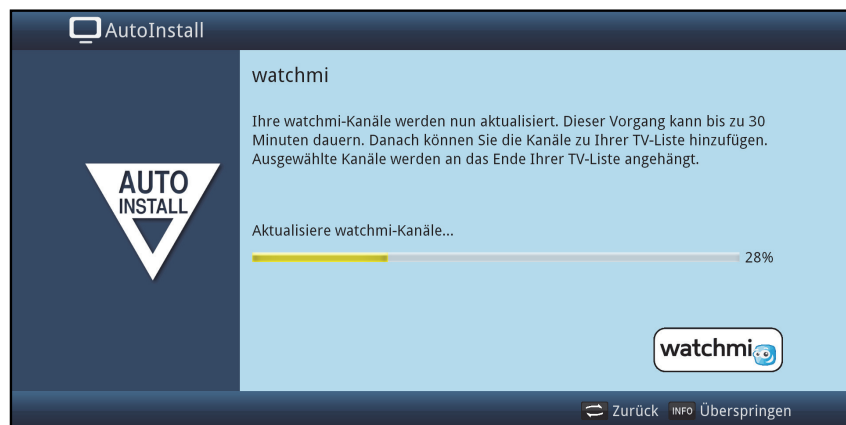 AutoInstall
watchmi
Ihre watchmi-Kanäle werden nun aktualisiert. Dieser Vorgang kann bis zu 30
Minuten dauern. Danach können Sie die Kanäle zu Ihrer TV-Liste hinzufügen.
Ausgewählte Kanäle werden an das Ende Ihrer TV-Liste angehängt.
AUTO
INSTALL
Aktualisiere watchmi-Kanäle...
28%
watchmi
Zurück INFO Überspringen